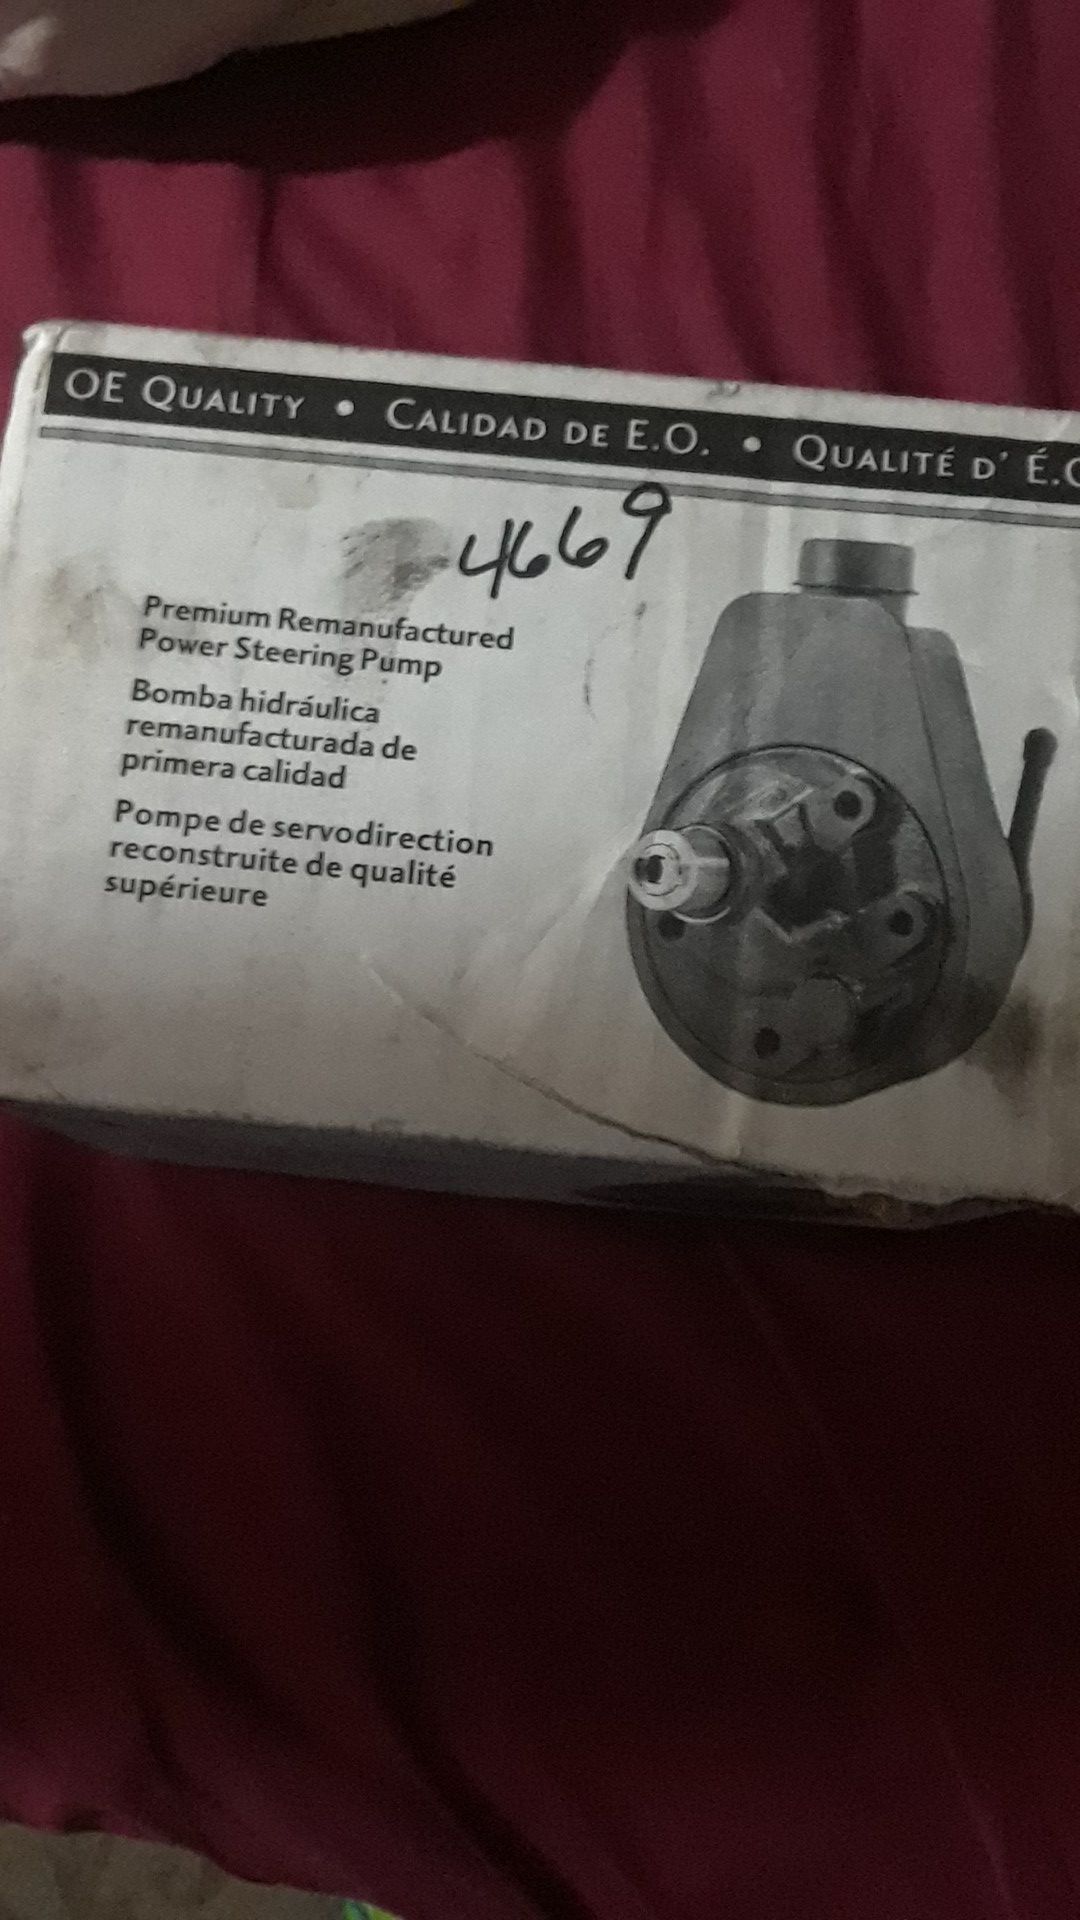 OE QUALITY • CALIDAD DE E.O. • QUALITÉ D' É.O
4669
Premium Remanufactured
Power Steering Pump
Bomba hidráulica
remanufacturada de
primera calidad
Pompe de servodirection
reconstruite de qualité
supérieure